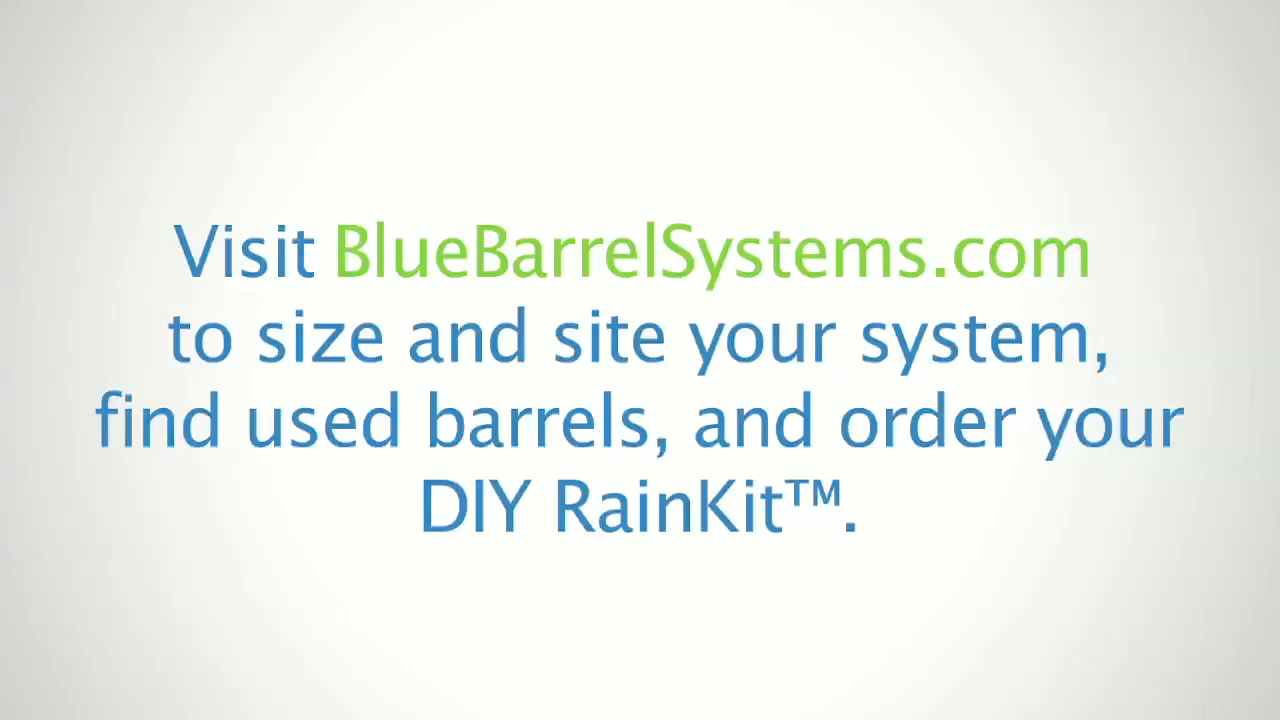 Visit BlueBarrelSystems.com
to size and site your system,
find used barrels, and order your
DIY RainKit™.